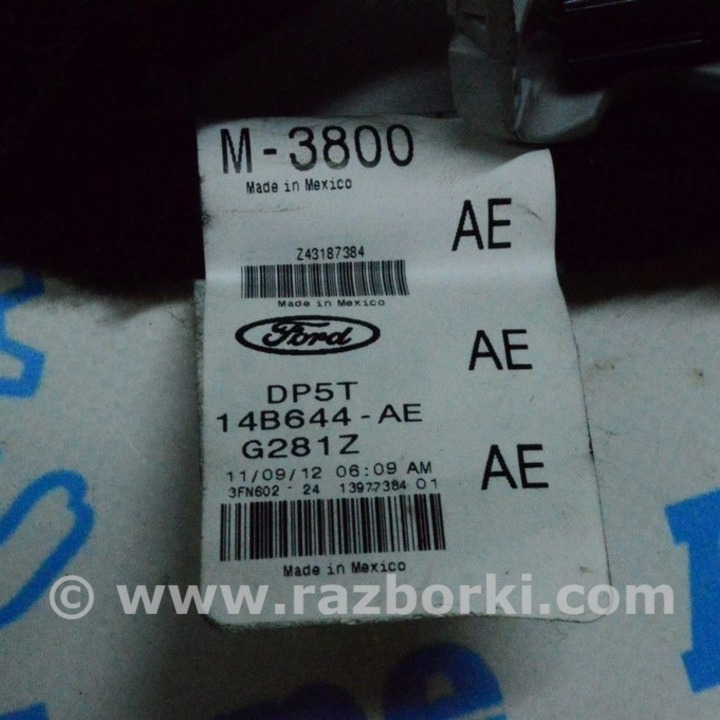 M-3800
Made in Mexico
AE
Z43187384
Made in Mexico
Ford
AE
DP5T
14B644-AE
G281Z
AE
11/09/12 06:09 AM
3FN602 24 13977384 01
Made in Mexico
© www.razborki.com